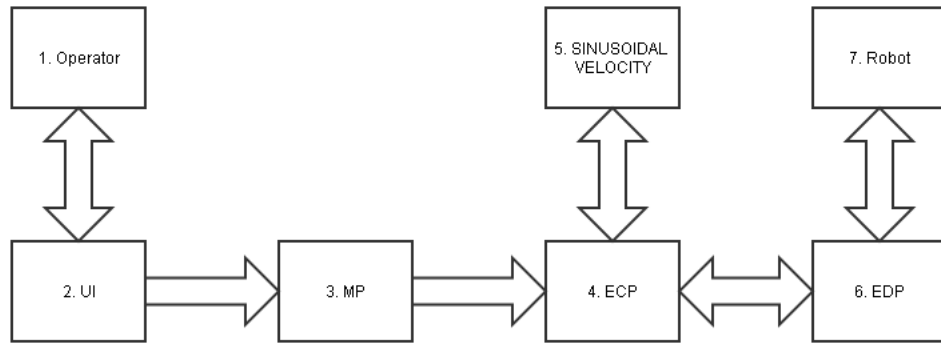 1. Operator
5. SINUSOIDAL
VELOCITY
7. Robot
2. UI
3. MP
4. ECP
6. EDP